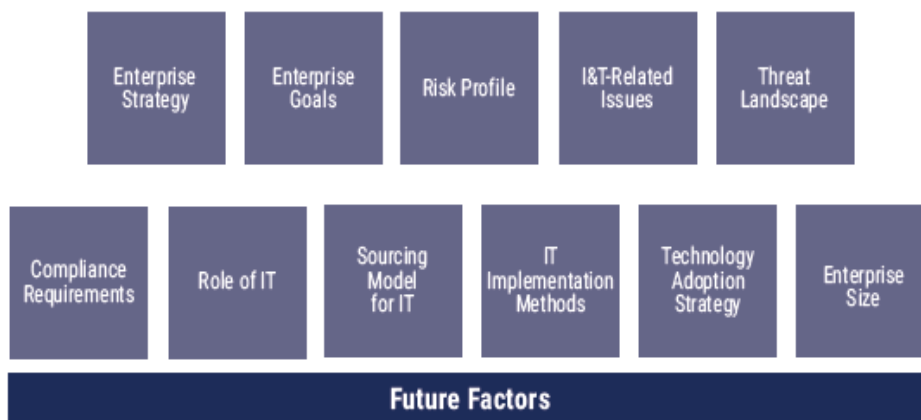 Enterprise
Strategy
Enterprise
Goals
Risk Profile
I&T-Related
Issues
Threat
Landscape
Compliance
Requirements
Role of IT
Sourcing
Model
for IT
IT
Implementation
Methods
Technology
Adoption
Strategy
Enterprise
Size
Future Factors